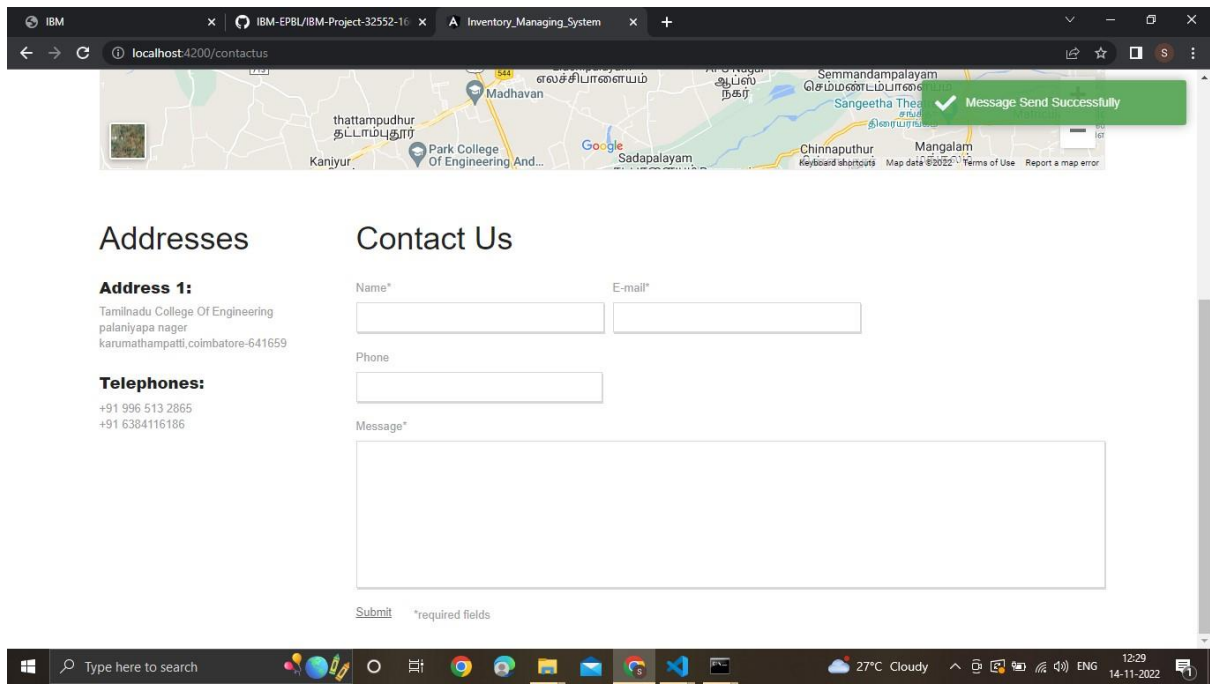 IBM
IBM-EPBL/IBM-Project-32552-16
Inventory_Managing_System
localhost:4200/contactus
544
எலச்சிபாளையம்
Madhavan
ஆபிஸ்
நகர்
Semmandampalayam
Sangeetha Thea
Message Send Successfully
thattampudhur
தட்டாம்புதூர்
Park College
Of Engineering And...
Kaniyur
Google
Sadapalayam
Chinnaputhur
Mangalam
Keyboard shortcuts Map data ©2022 Terms of Use Report a map error
Addresses
Address 1:
Tamilnadu College Of Engineering
palaniyapa nager
karumathampatti,coimbatore-641659
Telephones:
+91 996 513 2865
+91 6384116186
Contact Us
Name*
E-mail*
Phone
Message*
Submit
*required fields
Type here to search
27°C Cloudy
ENG
12:29
14-11-2022